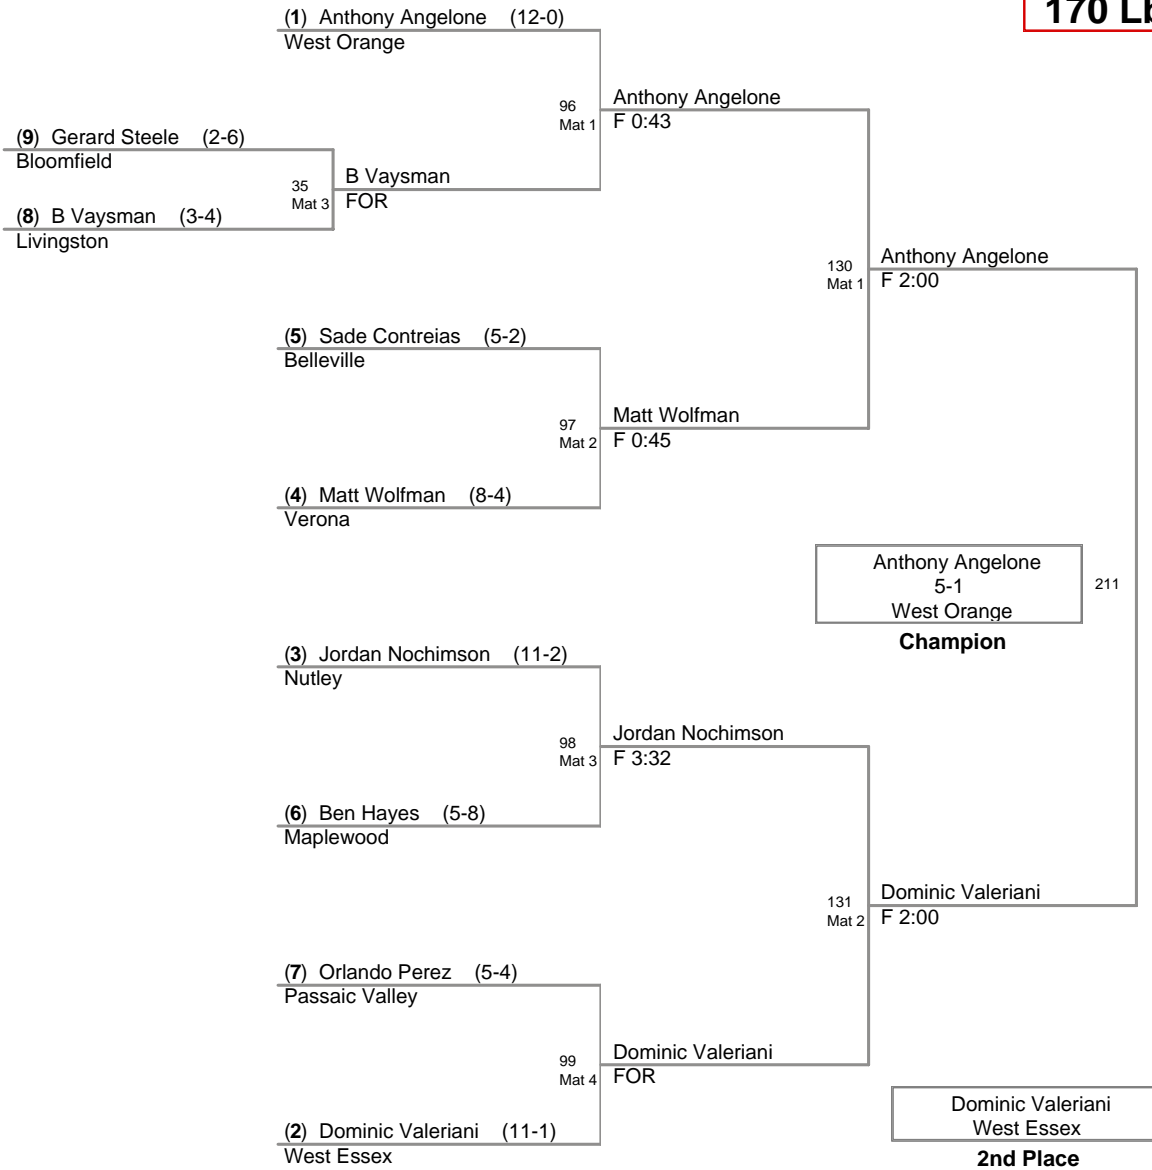 170 Lb
(1) Anthony Angelone (12-0)
West Orange
96
Mat 1
Anthony Angelone
F 0:43
(9) Gerard Steele (2-6)
Bloomfield
35
Mat 3
B Vaysman
FOR
(8) B Vaysman (3-4)
Livingston
130
Mat 1
Anthony Angelone
F 2:00
(5) Sade Contreias (5-2)
Belleville
97
Mat 2
Matt Wolfman
F 0:45
(4) Matt Wolfman (8-4)
Verona
Anthony Angelone
5-1
West Orange
211
Champion
(3) Jordan Nochimson (11-2)
Nutley
98
Mat 3
Jordan Nochimson
F 3:32
(6) Ben Hayes (5-8)
Maplewood
131
Mat 2
Dominic Valeriani
F 2:00
(7) Orlando Perez (5-4)
Passaic Valley
99
Mat 4
Dominic Valeriani
FOR
(2) Dominic Valeriani (11-1)
West Essex
Dominic Valeriani
West Essex
2nd Place